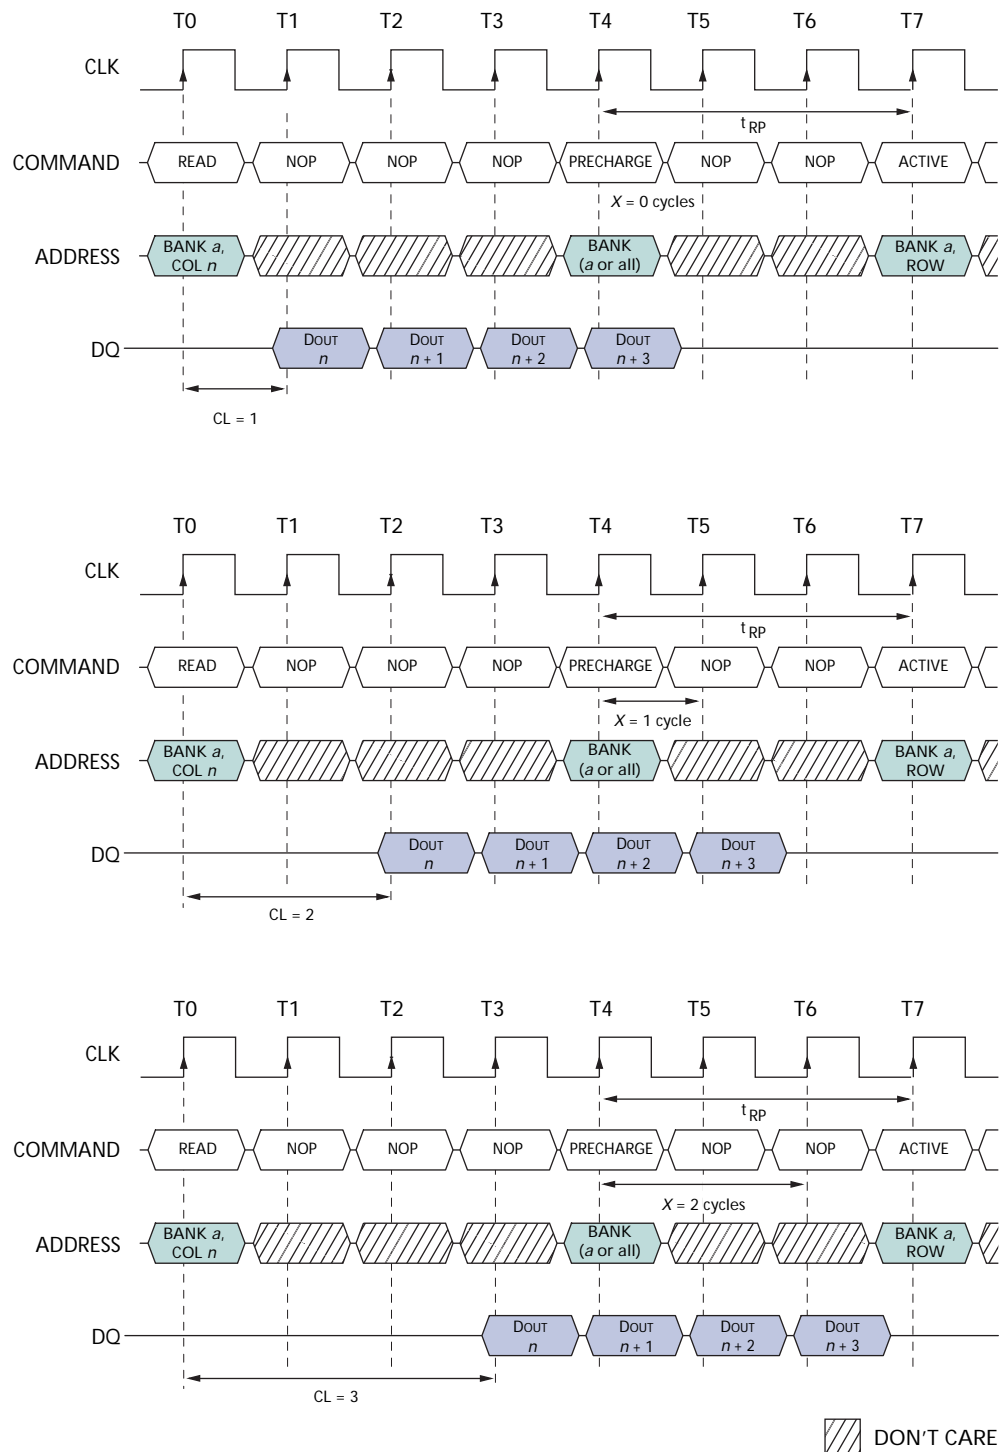 T0 T1 T2 T3 T4 T5 T6 T7
CLK
t RP
COMMAND READ NOP NOP NOP PRECHARGE NOP NOP ACTIVE
X = 0 cycles
ADDRESS BANK a, COL n BANK (a or all) BANK a, ROW
DQ DOUT n DOUT n + 1 DOUT n + 2 DOUT n + 3
CL = 1
T0 T1 T2 T3 T4 T5 T6 T7
CLK
t RP
COMMAND READ NOP NOP NOP PRECHARGE NOP NOP ACTIVE
X = 1 cycle
ADDRESS BANK a, COL n BANK (a or all) BANK a, ROW
DQ DOUT n DOUT n + 1 DOUT n + 2 DOUT n + 3
CL = 2
T0 T1 T2 T3 T4 T5 T6 T7
CLK
t RP
COMMAND READ NOP NOP NOP PRECHARGE NOP NOP ACTIVE
X = 2 cycles
ADDRESS BANK a, COL n BANK (a or all) BANK a, ROW
DQ DOUT n DOUT n + 1 DOUT n + 2 DOUT n + 3
CL = 3
DON'T CARE